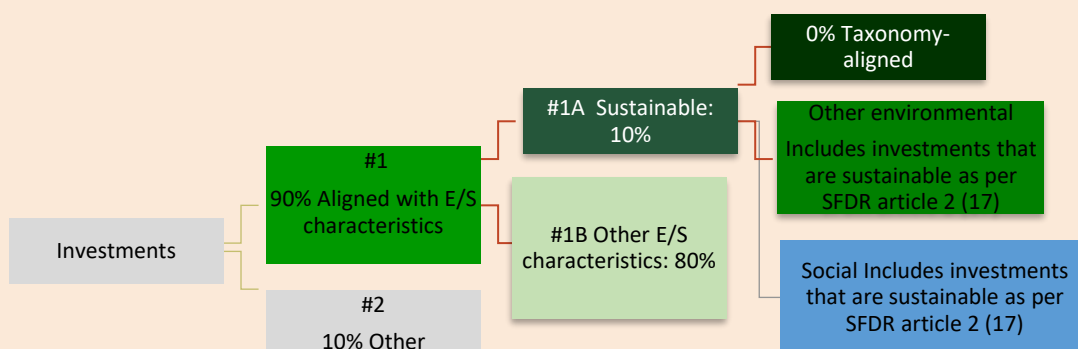 Investments
#1
90% Aligned with E/S
characteristics
#2
10% Other
#1A Sustainable:
10%
#1B Other E/S
characteristics: 80%
0% Taxonomy-
aligned
Other environmental
Includes investments that
are sustainable as per
SFDR article 2 (17)
Social Includes investments
that are sustainable as per
SFDR article 2 (17)